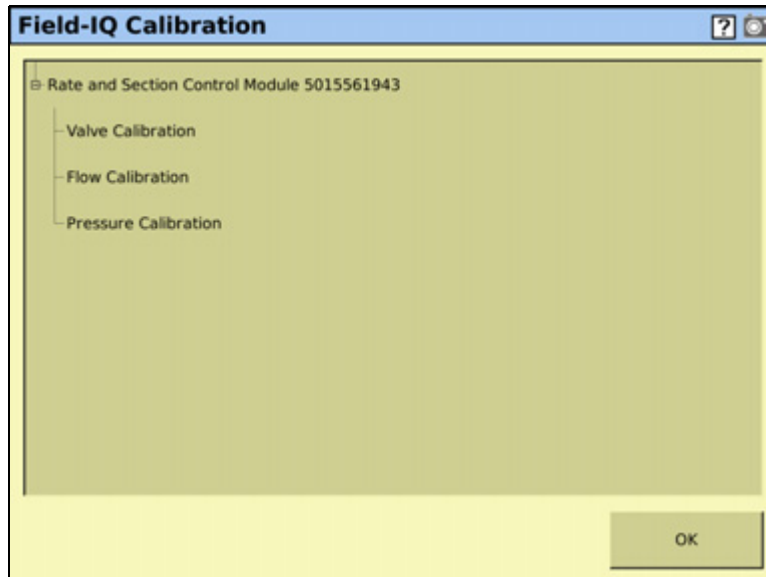 Field-IQ Calibration ?
Rate and Section Control Module 5015561943
Valve Calibration
Flow Calibration
Pressure Calibration
OK